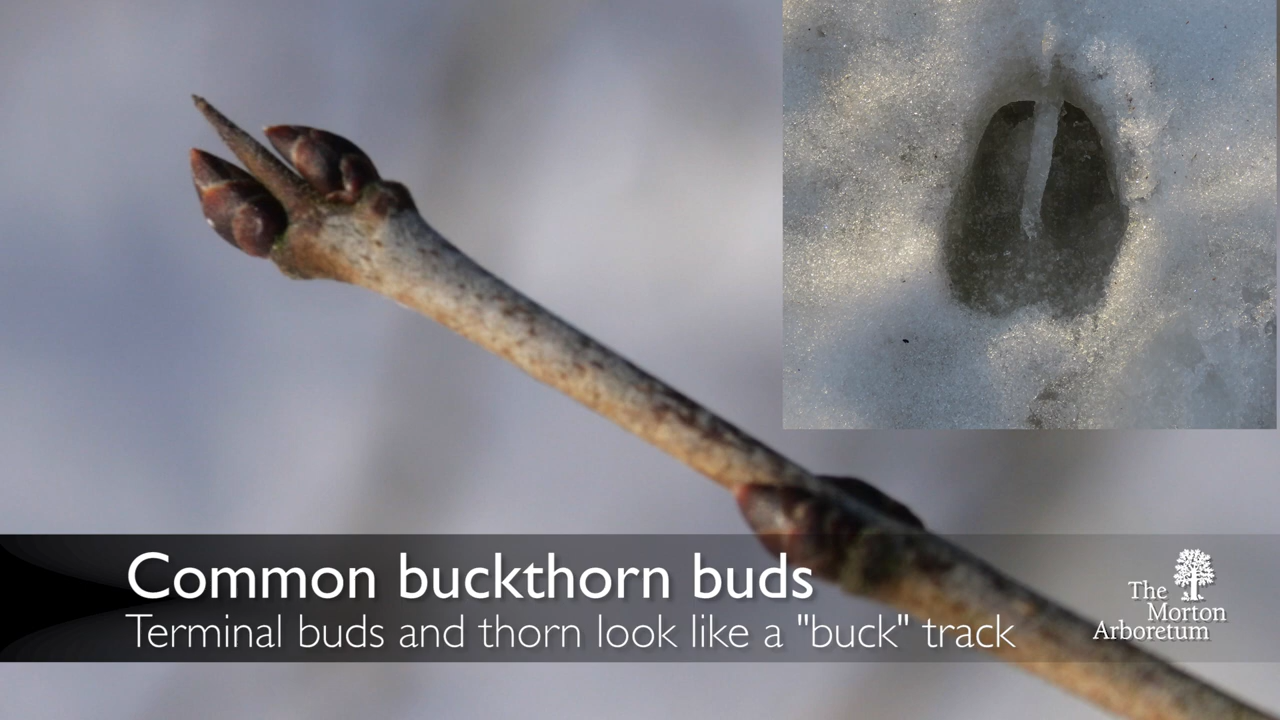 Common buckthorn buds
Terminal buds and thorn look like a "buck" track
The
Morton
Arboretum